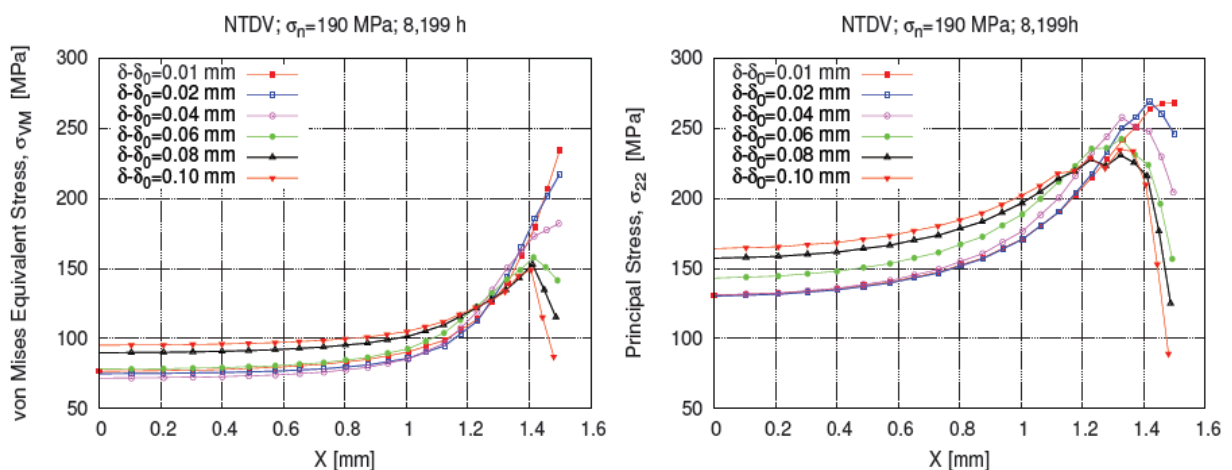 NTDV; σn=190 MPa; 8,199 h
von Mises Equivalent Stress, σVM [MPa]
300
250
200
150
100
50
δ-δ0=0.01 mm
δ-δ0=0.02 mm
δ-δ0=0.04 mm
δ-δ0=0.06 mm
δ-δ0=0.08 mm
δ-δ0=0.10 mm
0 0.2 0.4 0.6 0.8 1 1.2 1.4 1.6
X [mm]
NTDV; σn=190 MPa; 8,199h
Principal Stress, σ22 [MPa]
300
250
200
150
100
50
δ-δ0=0.01 mm
δ-δ0=0.02 mm
δ-δ0=0.04 mm
δ-δ0=0.06 mm
δ-δ0=0.08 mm
δ-δ0=0.10 mm
0 0.2 0.4 0.6 0.8 1 1.2 1.4 1.6
X [mm]